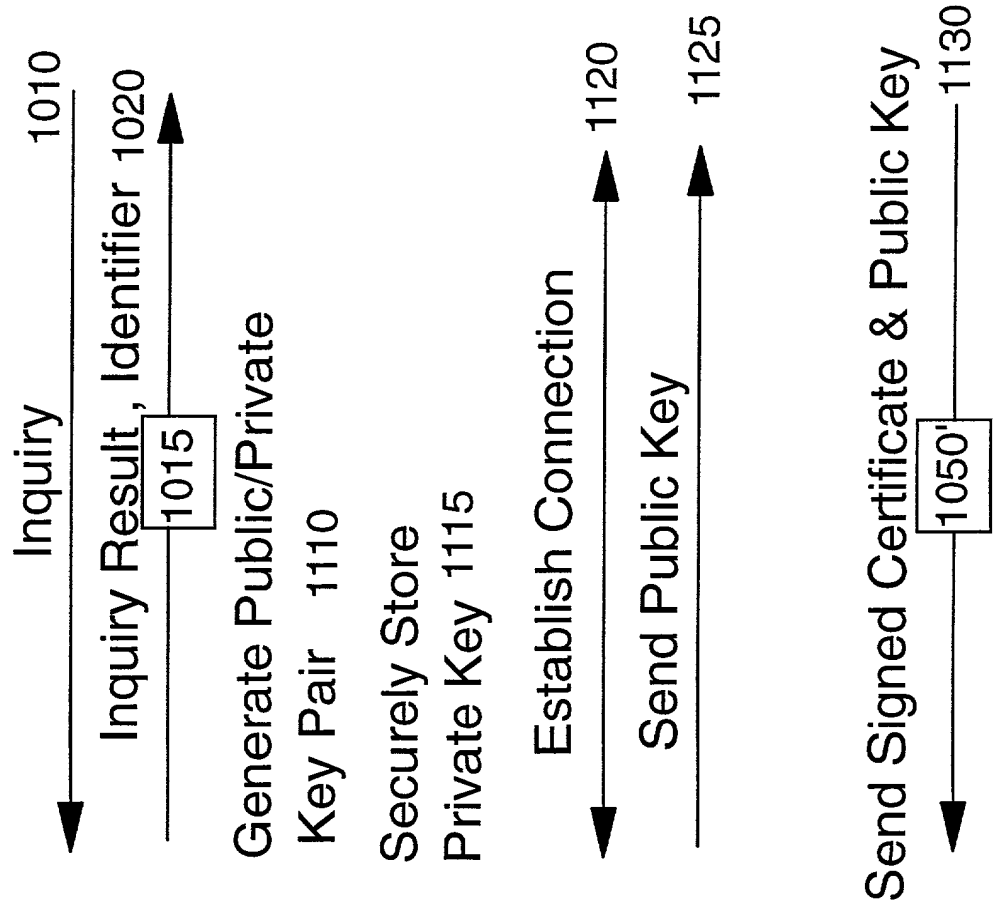 Inquiry
1010
Inquiry Result, Identifier 1020
1015
Generate Public/Private
Key Pair 1110
Securely Store
Private Key 1115
Establish Connection
1120
Send Public Key
1125
Send Signed Certificate & Public Key
1050'
1130